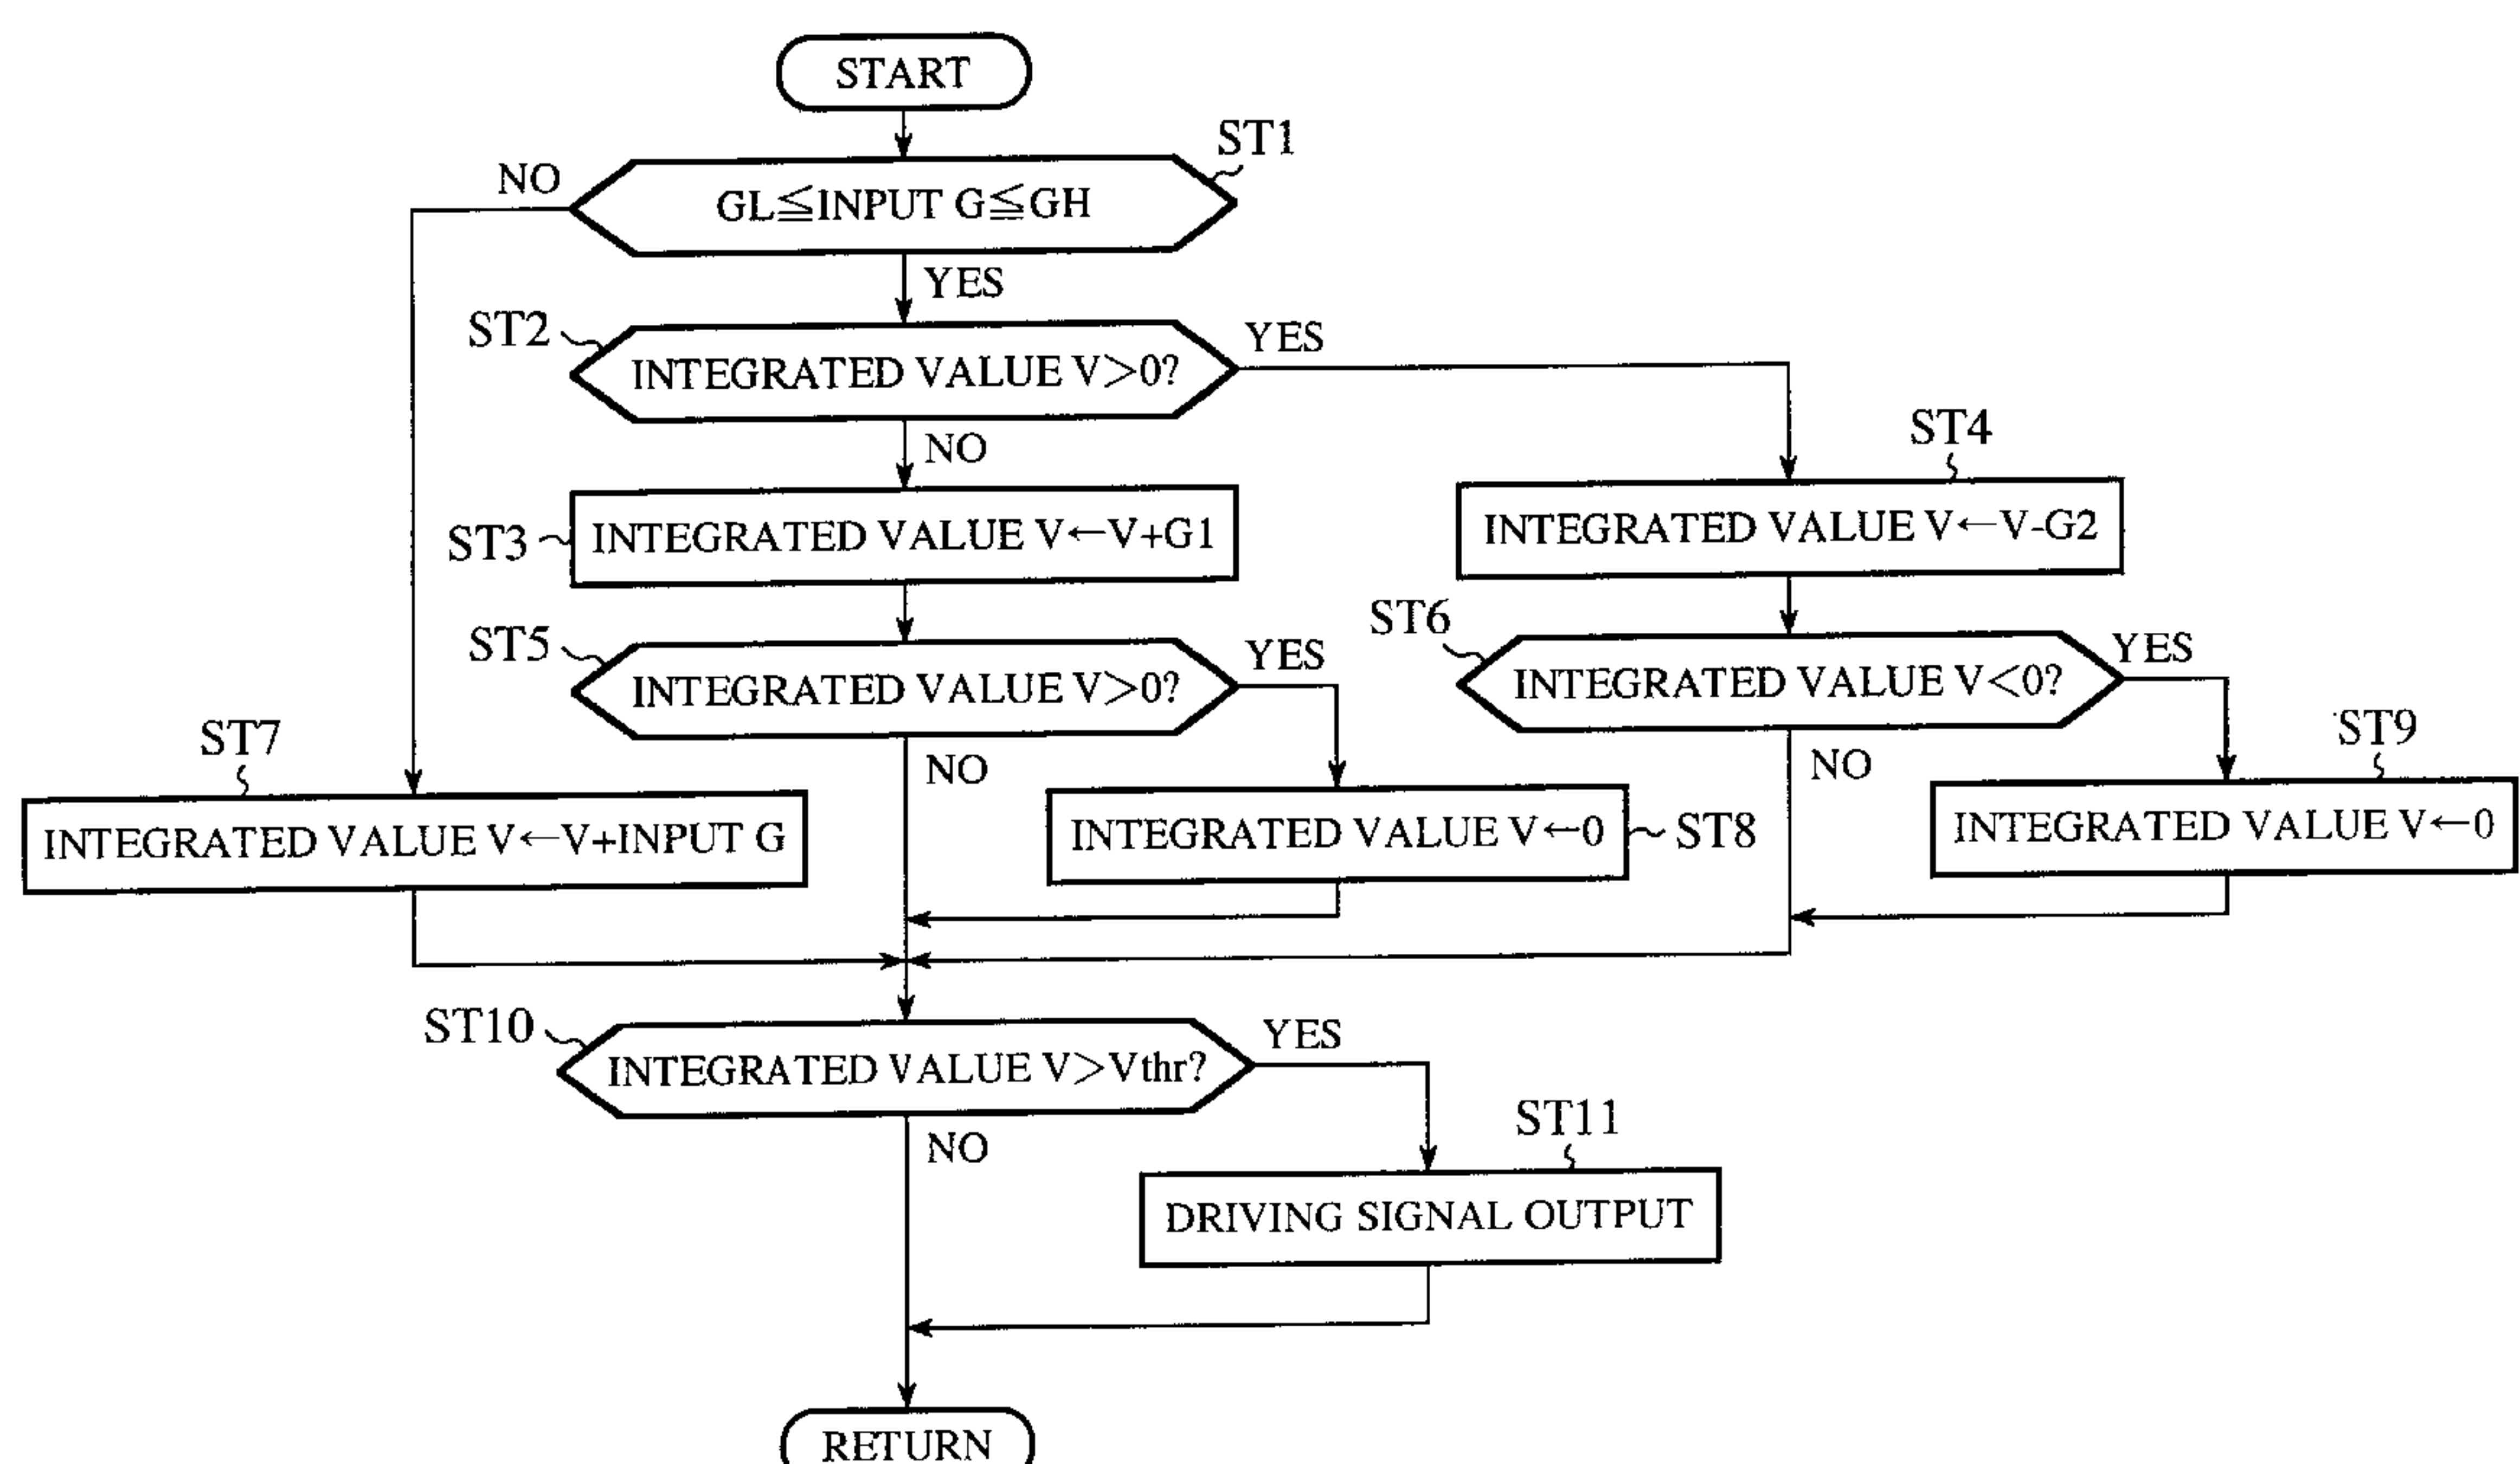 START
ST1
NO
GL≦INPUT G≦GH
YES
ST2
INTEGRATED VALUE V>0?
YES
NO
ST4
ST3
INTEGRATED VALUE V←V+G1
INTEGRATED VALUE V←V-G2
ST5
INTEGRATED VALUE V>0?
YES
ST6
INTEGRATED VALUE V<0?
YES
ST7
NO
NO
ST9
INTEGRATED VALUE V←V+INPUT G
INTEGRATED VALUE V←0
ST8
INTEGRATED VALUE V←0
ST10
INTEGRATED VALUE V>Vthr?
YES
NO
ST11
DRIVING SIGNAL OUTPUT
RETURN